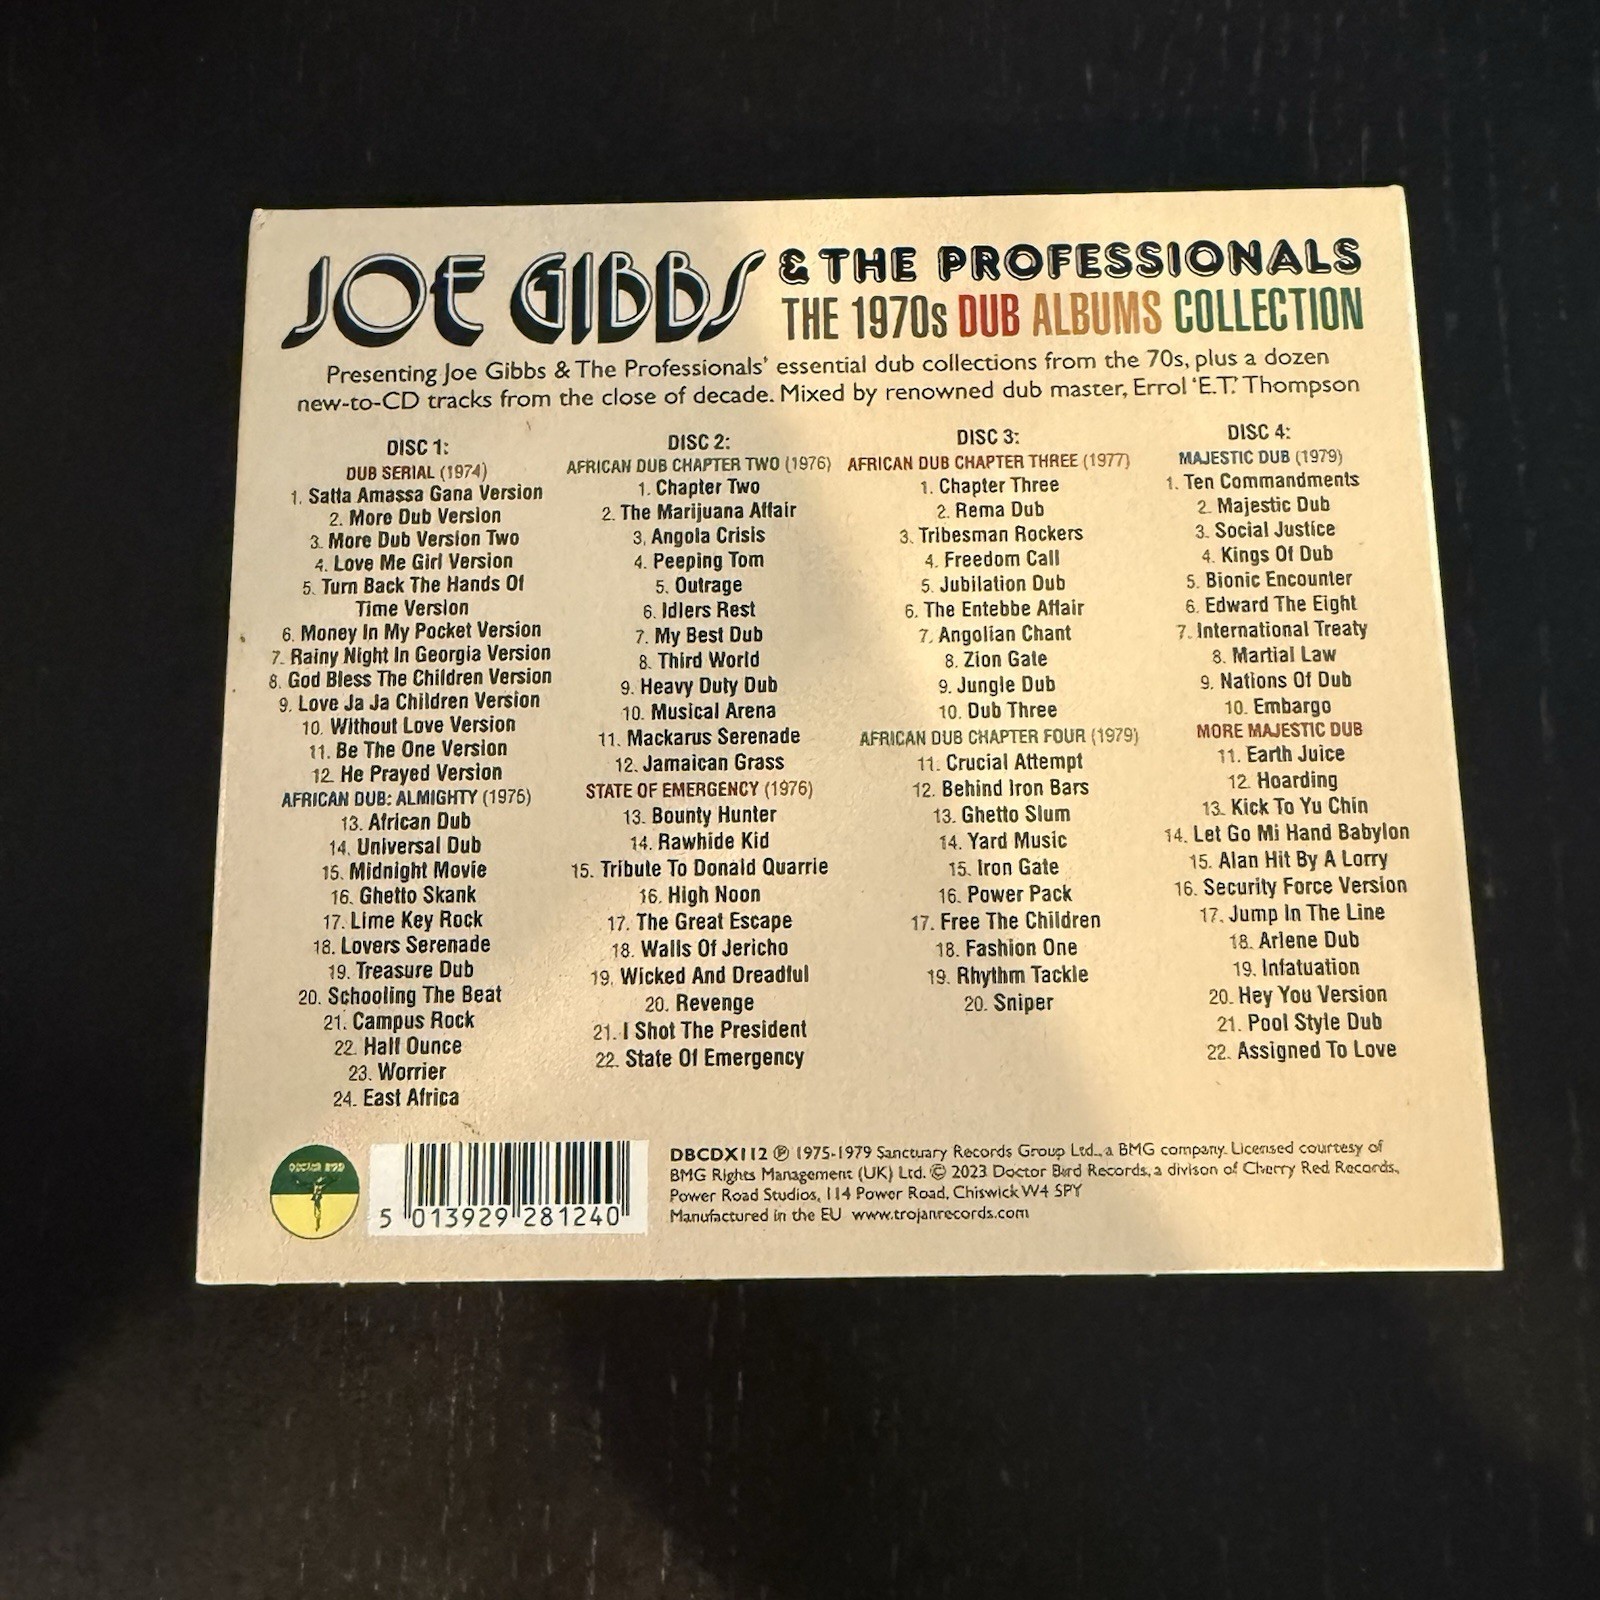 JOE GIBBS & THE PROFESSIONALS
THE 1970s DUB ALBUMS COLLECTION
Presenting Joe Gibbs & The Professionals' essential dub collections from the 70s, plus a dozen
new-to-CD tracks from the close of decade. Mixed by renowned dub master, Errol 'E.T.' Thompson
DISC 1:
DUB SERIAL (1974)
1. Satta Amassa Gana Version
2. More Dub Version
3. More Dub Version Two
4. Love Me Girl Version
5. Turn Back The Hands Of
Time Version
6. Money In My Pocket Version
7. Rainy Night In Georgia Version
8. God Bless The Children Version
9. Love Ja Ja Children Version
10. Without Love Version
11. Be The One Version
12. He Prayed Version
AFRICAN DUB: ALMIGHTY (1975)
13. African Dub
14. Universal Dub
15. Midnight Movie
16. Ghetto Skank
17. Lime Key Rock
18. Lovers Serenade
19. Treasure Dub
20. Schooling The Beat
21. Campus Rock
22. Half Ounce
23. Worrier
24. East Africa
DISC 2:
AFRICAN DUB CHAPTER TWO (1976)
1. Chapter Two
2. The Marijuana Affair
3. Angola Crisis
4. Peeping Tom
5. Outrage
6. Idlers Rest
7. My Best Dub
8. Third World
9. Heavy Duty Dub
10. Musical Arena
11. Mackarus Serenade
12. Jamaican Grass
STATE OF EMERGENCY (1976)
13. Bounty Hunter
14. Rawhide Kid
15. Tribute To Donald Quarrie
16. High Noon
17. The Great Escape
18. Walls Of Jericho
19. Wicked And Dreadful
20. Revenge
21. I Shot The President
22. State Of Emergency
DISC 3:
AFRICAN DUB CHAPTER THREE (1977)
1. Chapter Three
2. Rema Dub
3. Tribesman Rockers
4. Freedom Call
5. Jubilation Dub
6. The Entebbe Affair
7. Angolian Chant
8. Zion Gate
9. Jungle Dub
10. Dub Three
AFRICAN DUB CHAPTER FOUR (1979)
11. Crucial Attempt
12. Behind Iron Bars
13. Ghetto Slum
14. Yard Music
15. Iron Gate
16. Power Pack
17. Free The Children
18. Fashion One
19. Rhythm Tackle
20. Sniper
DISC 4:
MAJESTIC DUB (1979)
1. Ten Commandments
2. Majestic Dub
3. Social Justice
4. Kings Of Dub
5. Bionic Encounter
6. Edward The Eight
7. International Treaty
8. Martial Law
9. Nations Of Dub
10. Embargo
MORE MAJESTIC DUB
11. Earth Juice
12. Hoarding
13. Kick To Yu Chin
14. Let Go Mi Hand Babylon
15. Alan Hit By A Lorry
16. Security Force Version
17. Jump In The Line
18. Arlene Dub
19. Infatuation
20. Hey You Version
21. Pool Style Dub
22. Assigned To Love
DOCTOR BIRD
5 013929 281240
DBCDX112 ℗ 1975-1979 Sanctuary Records Group Ltd., a BMG company. Licensed courtesy of
BMG Rights Management (UK) Ltd. © 2023 Doctor Bird Records, a divison of Cherry Red Records,
Power Road Studios, 114 Power Road, Chiswick W4 5PY
Manufactured in the EU www.trojanrecords.com